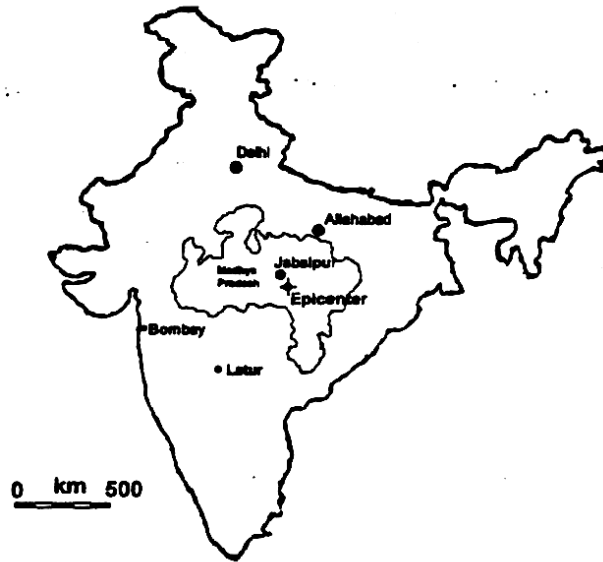 Delhi
Allahabad
Jabalpur
Madhya
Pradesh
Epicenter
Bombay
Latur
0 km 500